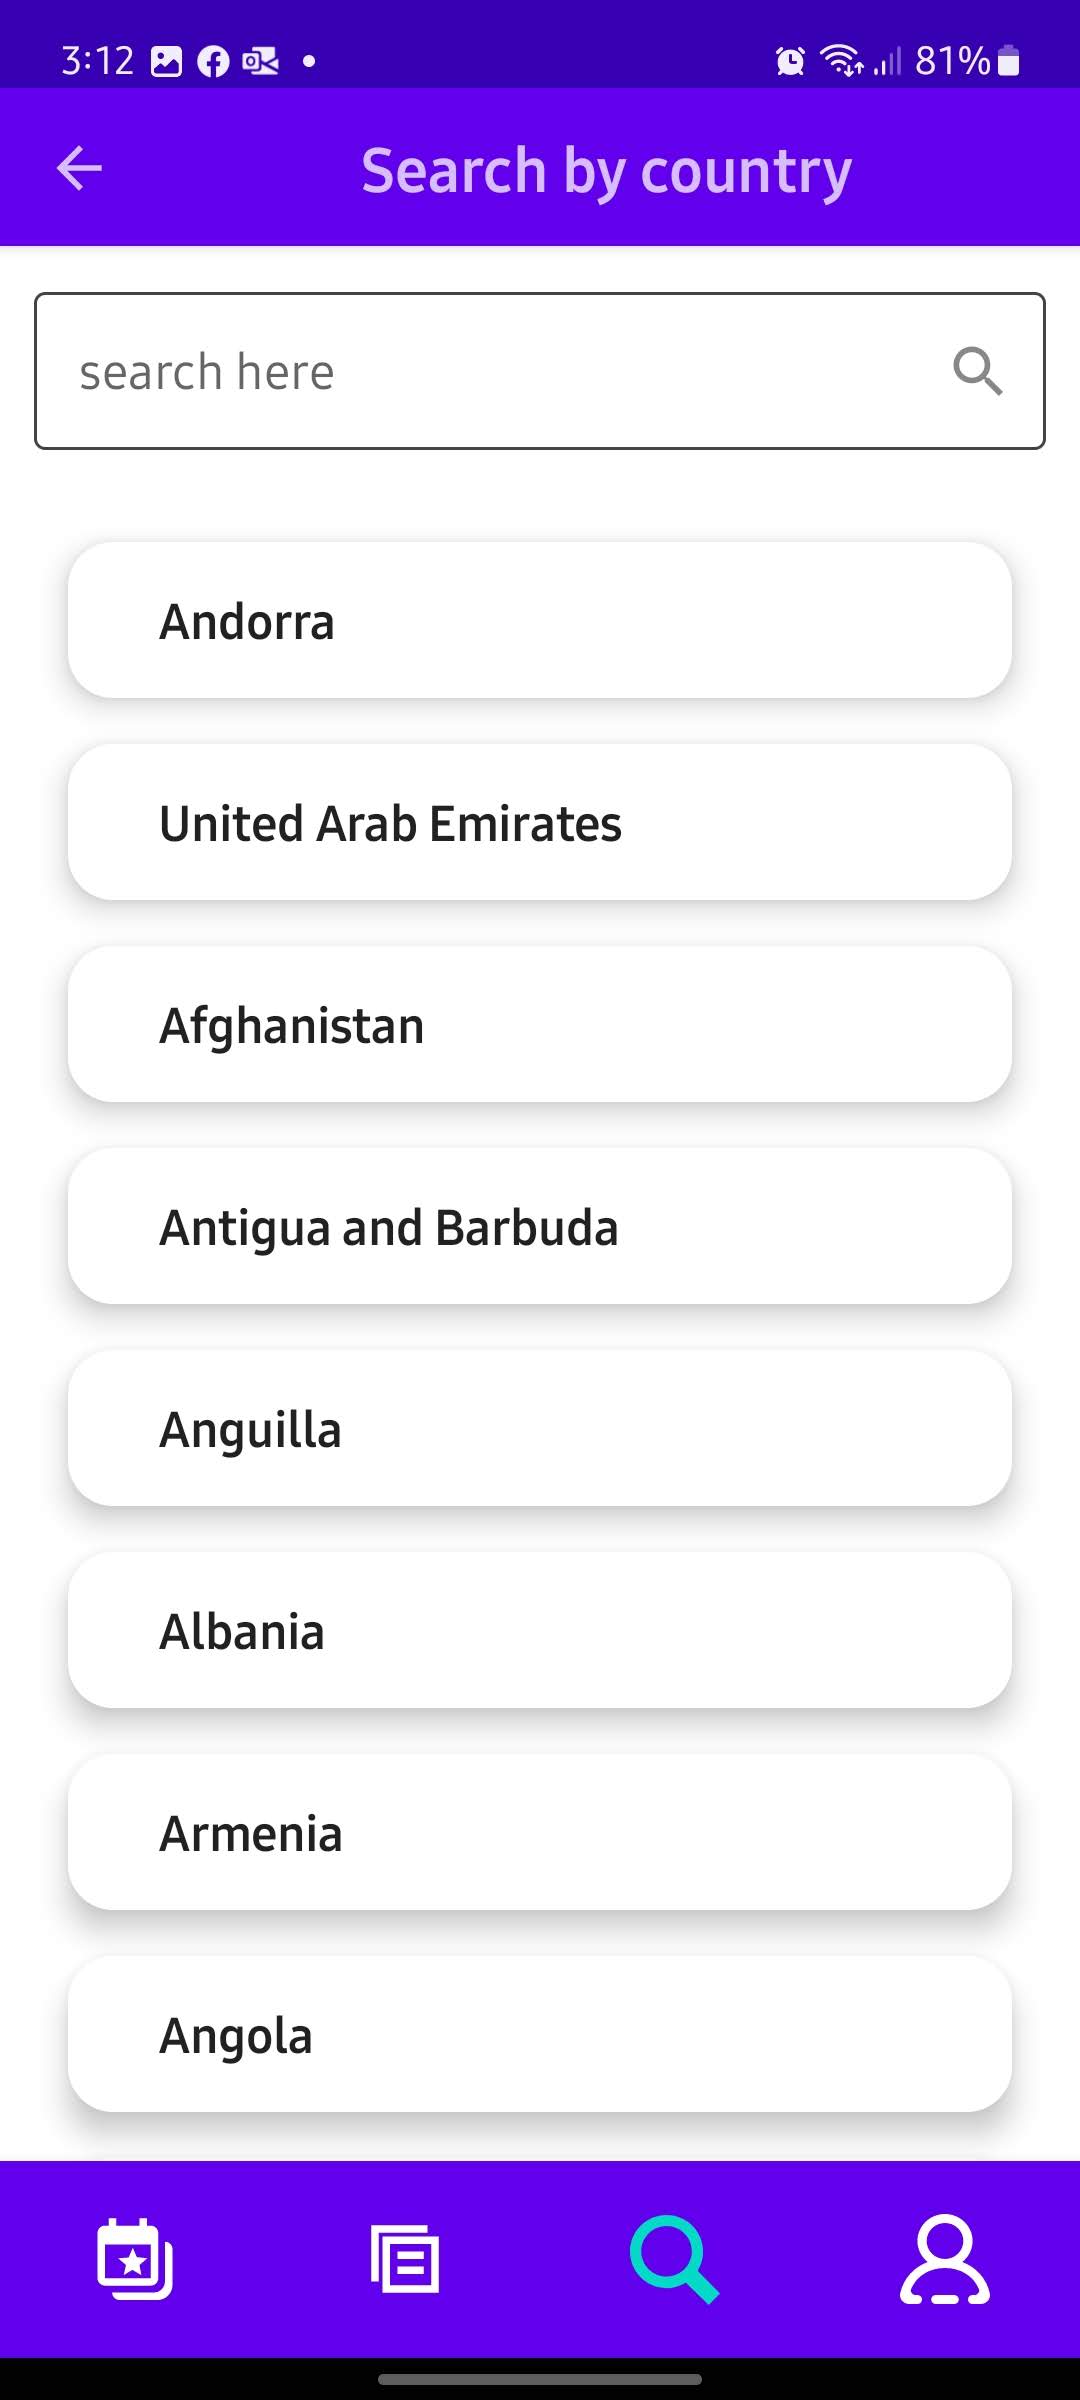 3:12 81%
Search by country
search here
Andorra
United Arab Emirates
Afghanistan
Antigua and Barbuda
Anguilla
Albania
Armenia
Angola